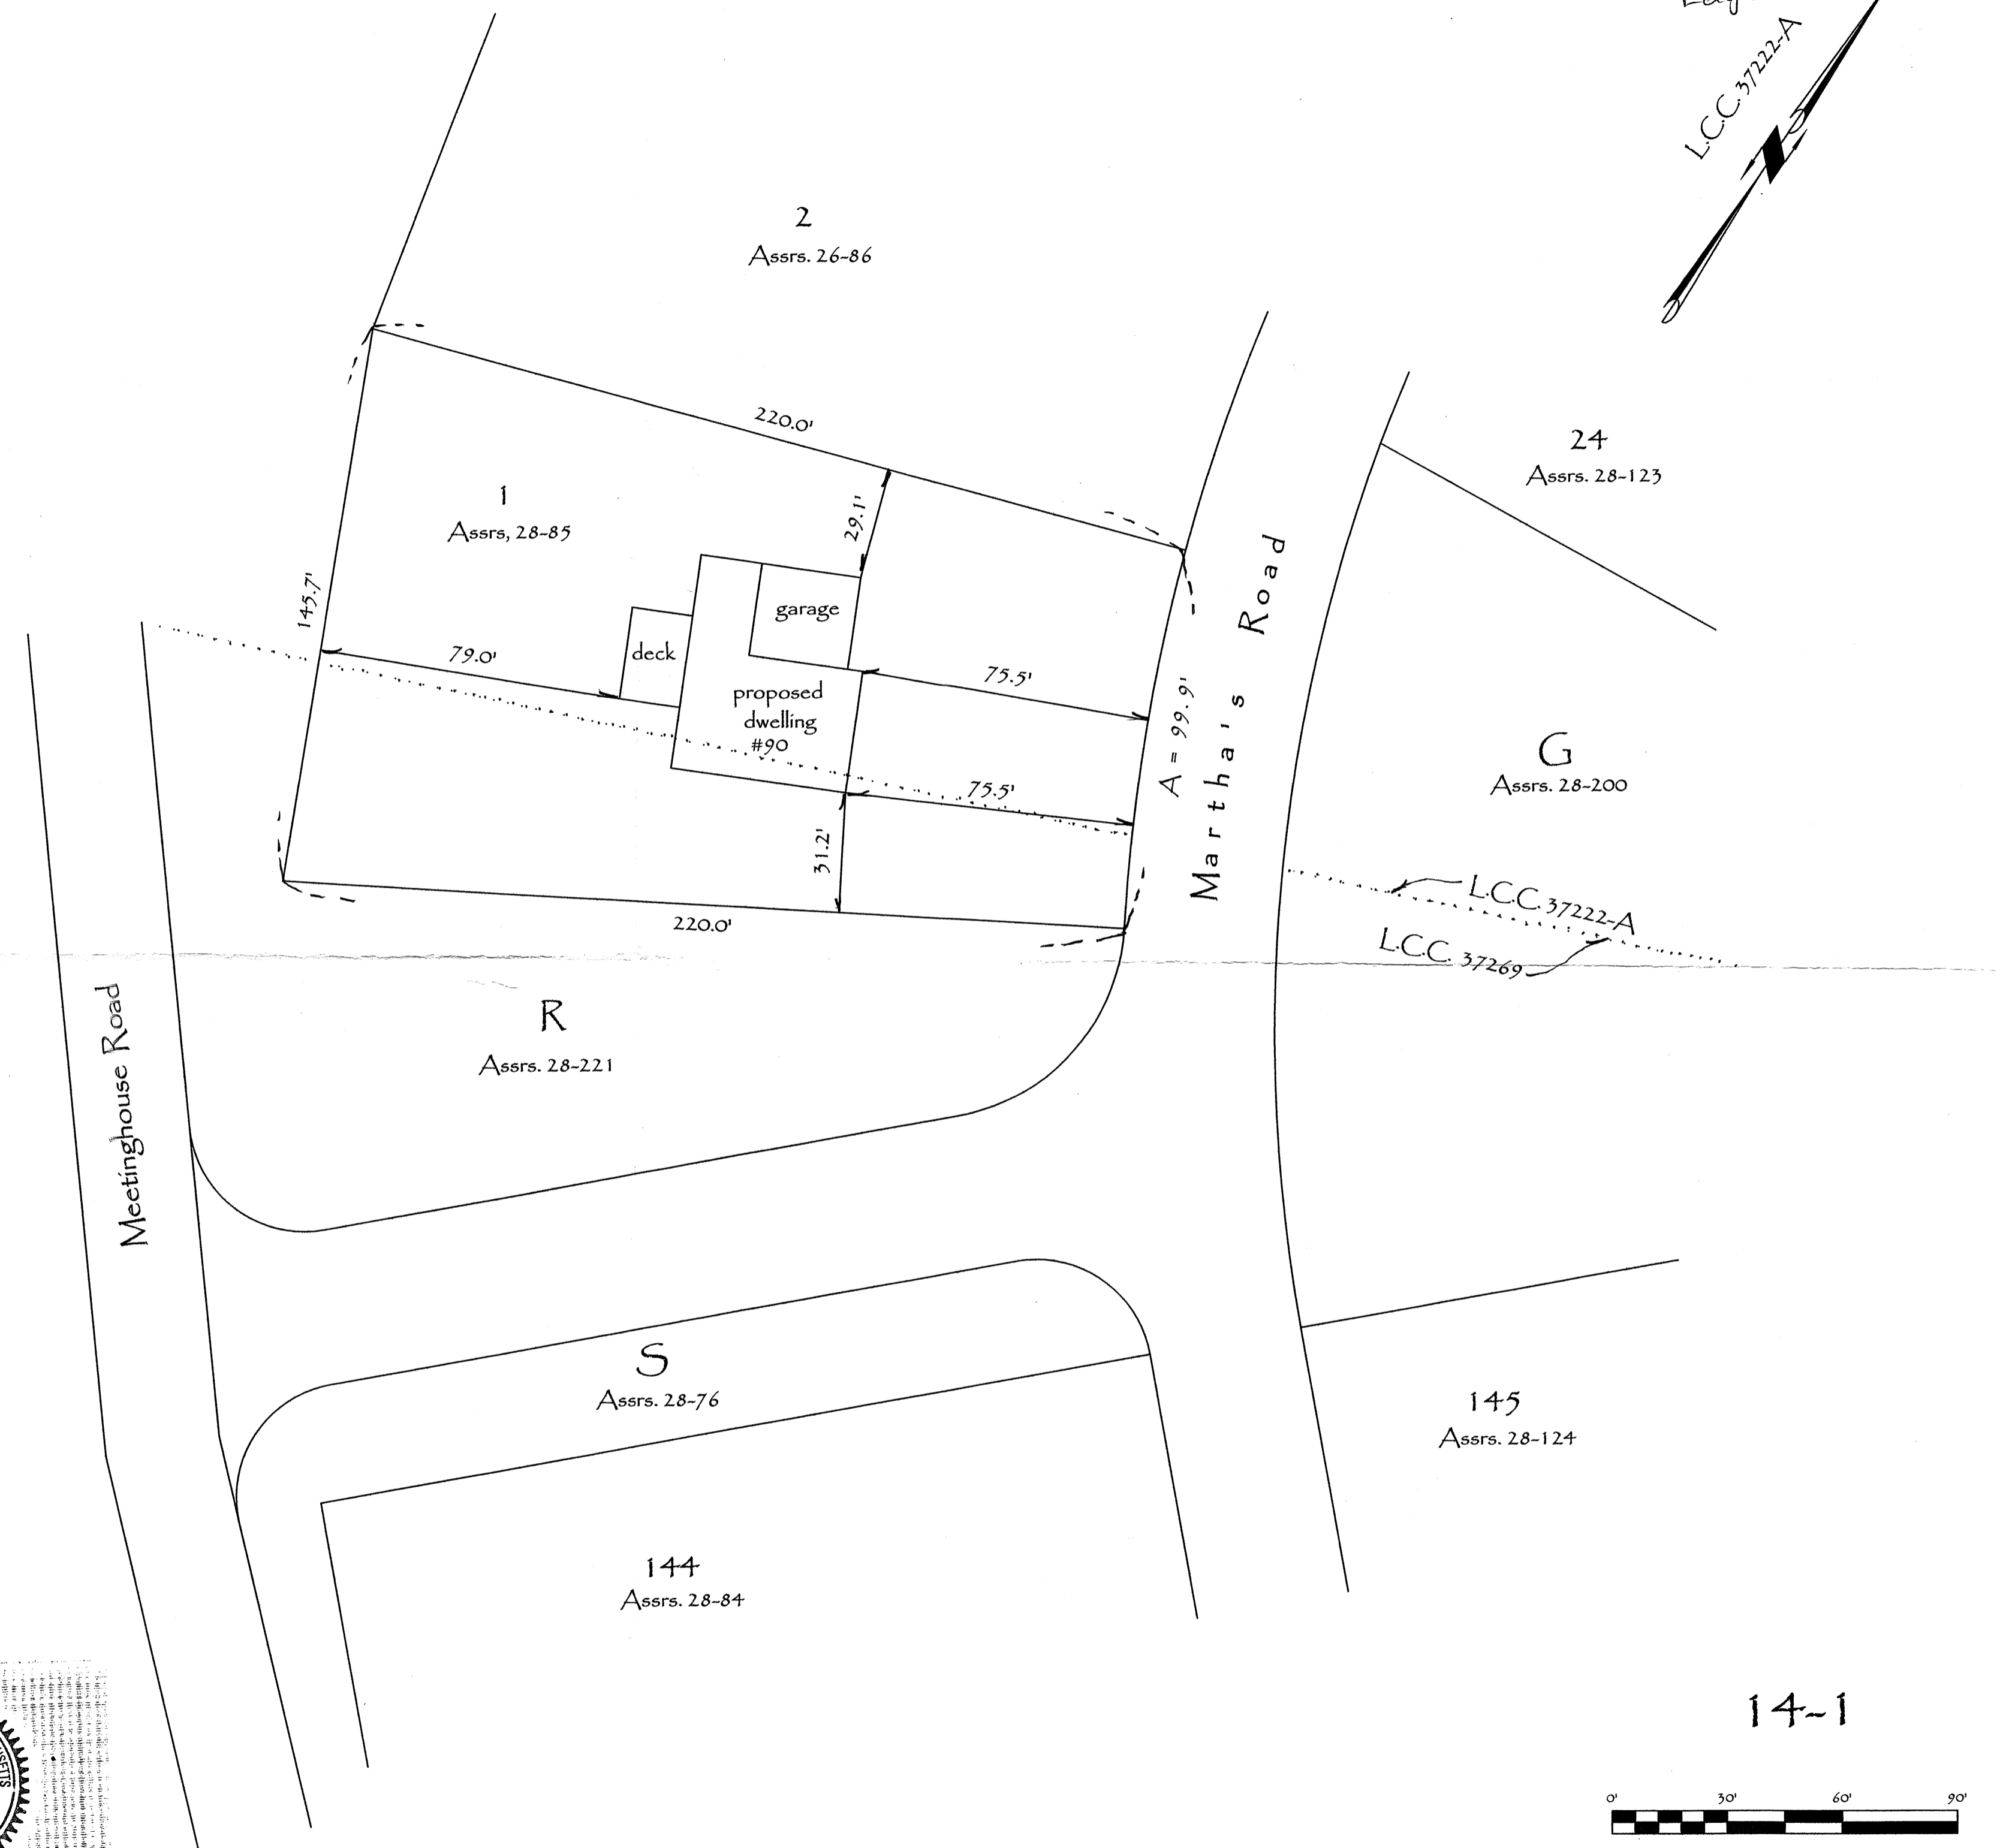 L.C.C. 37222-A
2
Assrs. 26-86
220.0'
24
Assrs. 28-123
1
Assrs, 28-85
29.1'
145.7'
garage
deck
79.0'
75.5'
proposed
dwelling
#90
75.5'
31.2'
A = 99.9'
Martha's Road
G
Assrs. 28-200
L.C.C. 37222-A
L.C.C. 37269
220.0'
R
Assrs. 28-221
Meetinghouse Road
S
Assrs. 28-76
145
Assrs. 28-124
144
Assrs. 28-84
14-1
0' 30' 60' 90'